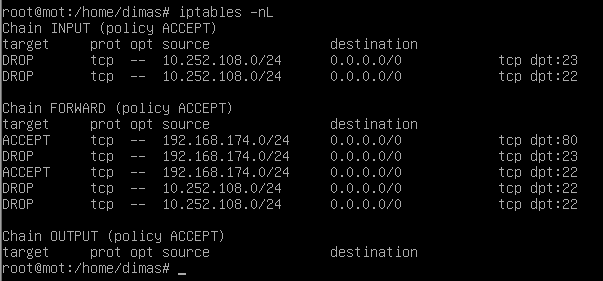 root@mot:/home/dimas# iptables -nL
Chain INPUT (policy ACCEPT)
target prot opt source destination
DROP tcp -- 10.252.108.0/24 0.0.0.0/0 tcp dpt:23
DROP tcp -- 10.252.108.0/24 0.0.0.0/0 tcp dpt:22
Chain FORWARD (policy ACCEPT)
target prot opt source destination
ACCEPT tcp -- 192.168.174.0/24 0.0.0.0/0 tcp dpt:80
DROP tcp -- 192.168.174.0/24 0.0.0.0/0 tcp dpt:23
ACCEPT tcp -- 192.168.174.0/24 0.0.0.0/0 tcp dpt:22
DROP tcp -- 10.252.108.0/24 0.0.0.0/0 tcp dpt:22
DROP tcp -- 10.252.108.0/24 0.0.0.0/0 tcp dpt:22
Chain OUTPUT (policy ACCEPT)
target prot opt source destination
root@mot:/home/dimas# _